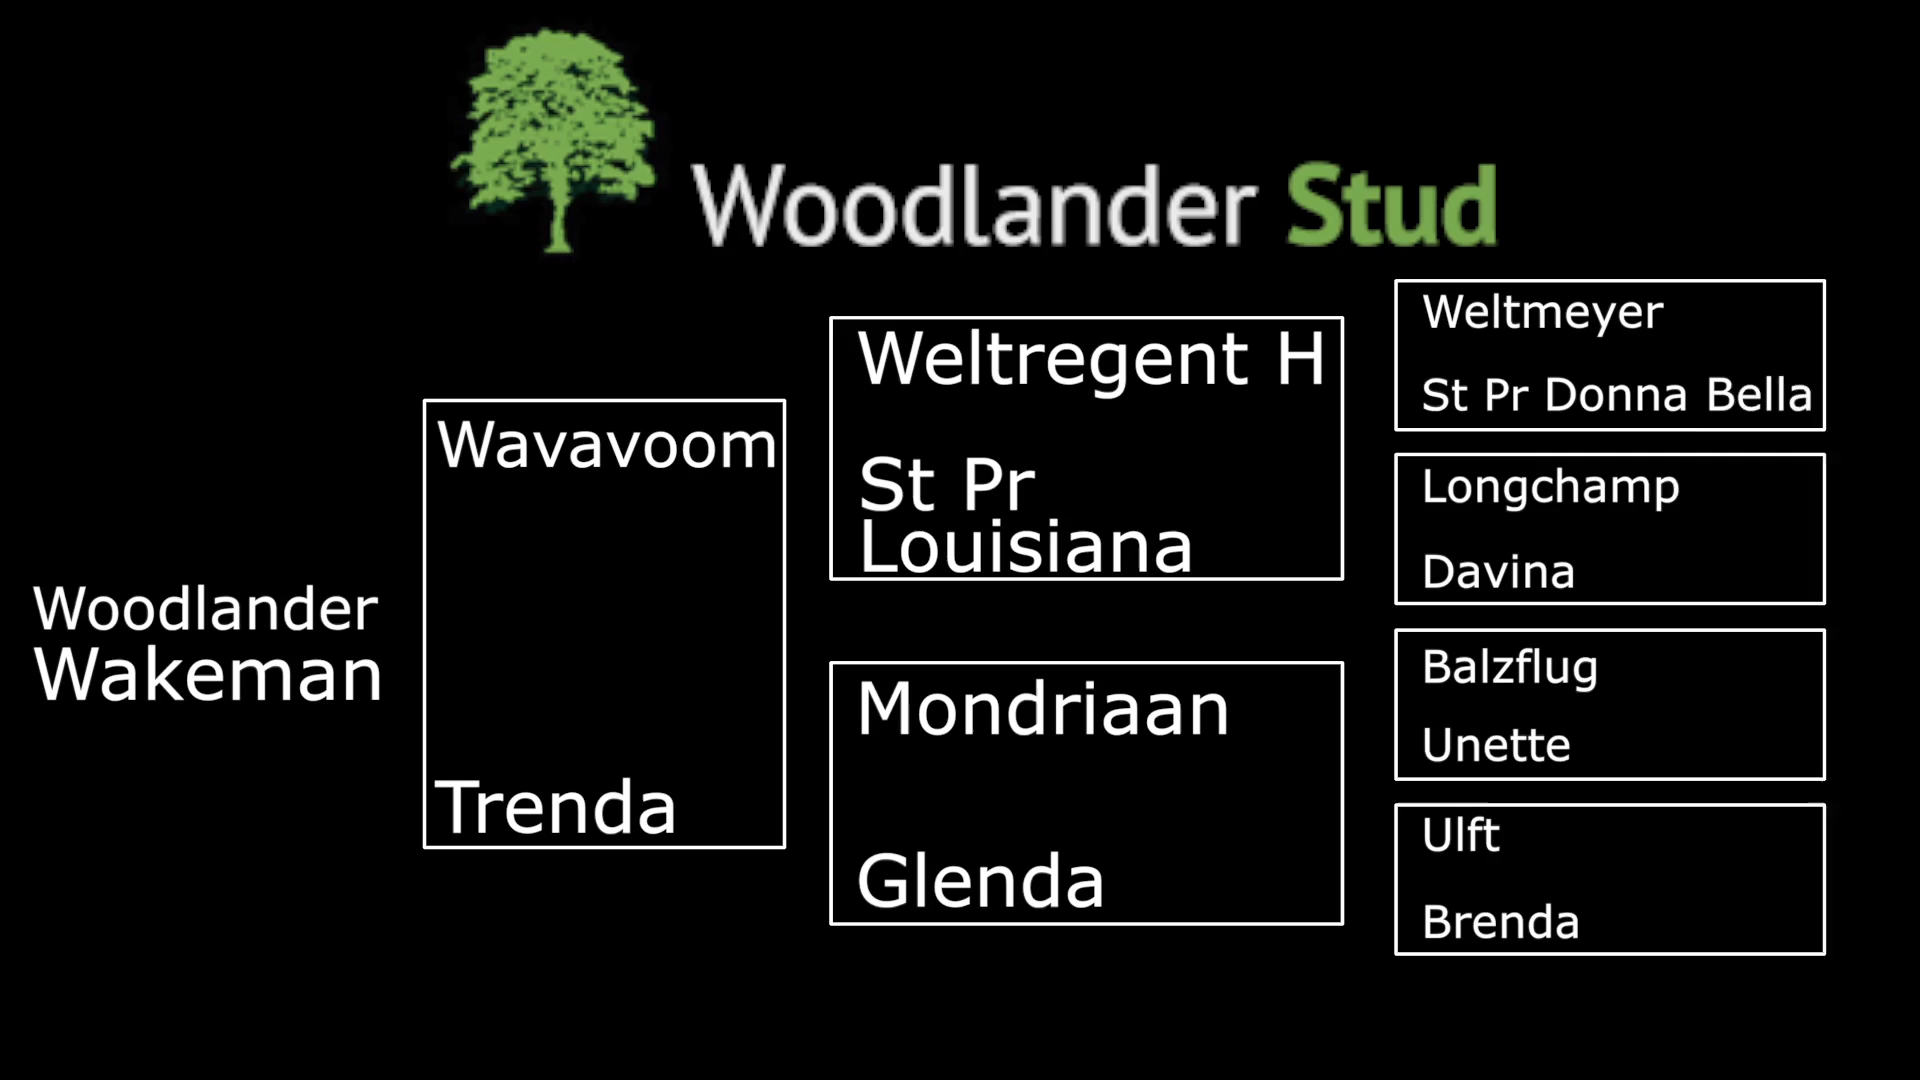 Woodlander Stud
Woodlander
Wakeman
Wavavoom
Trenda
Weltregent H
St Pr
Louisiana
Mondriaan
Glenda
Weltmeyer
St Pr Donna Bella
Longchamp
Davina
Balzflug
Unette
Ulft
Brenda